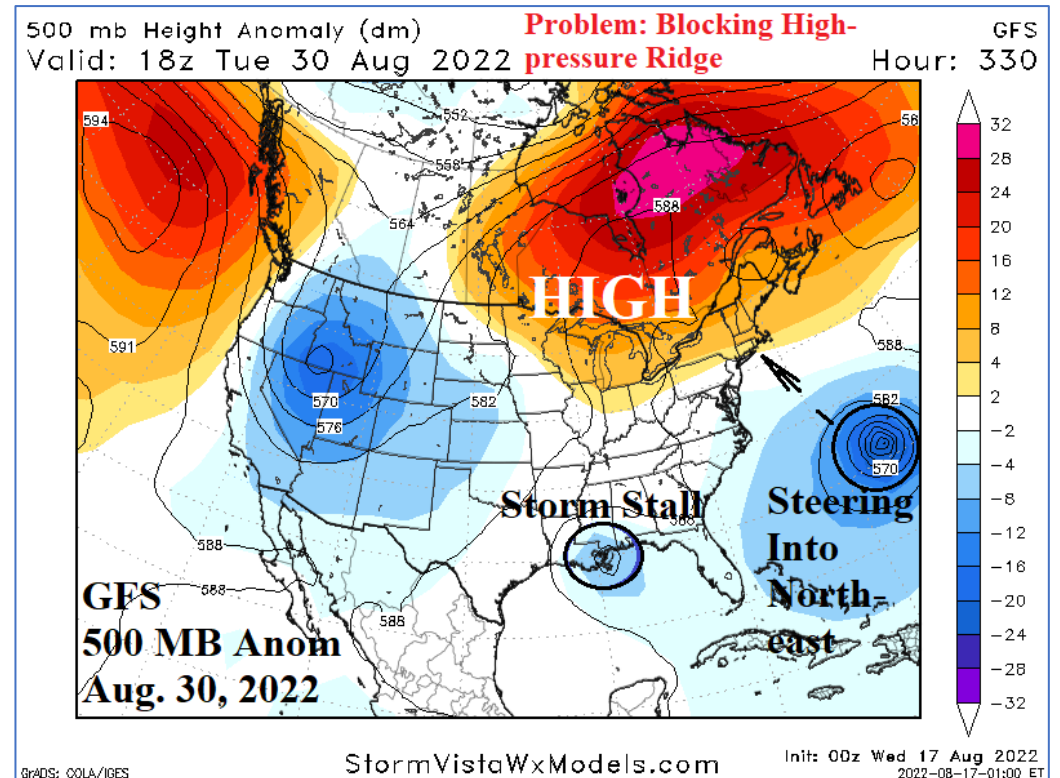 500 mb Height Anomaly (dm)
Problem: Blocking High-
pressure Ridge
GFS
Valid: 18z Tue 30 Aug 2022
Hour: 330
594
552
558
564
588
591
588
582
582
570
576
570
588
588
588
588
HIGH
Storm Stall
Steering
Into
North-
east
GFS
500 MB Anom
Aug. 30, 2022
32
28
24
20
16
12
8
4
2
−2
−4
−8
−12
−16
−20
−24
−28
−32
GrADS: COLA/IGES
StormVistaWxModels.com
Init: 00z Wed 17 Aug 2022
2022-08-17-01:00 ET